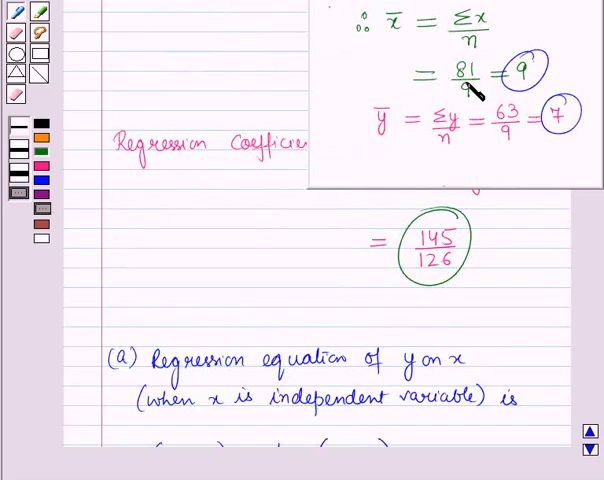 ∴ x̄ = Σx/n
= 81/9 = 9
ȳ = Σy/n = 63/9 = 7
Regression
= 145/126
(a) Regression equation of y on x
(when x is independent variable) is